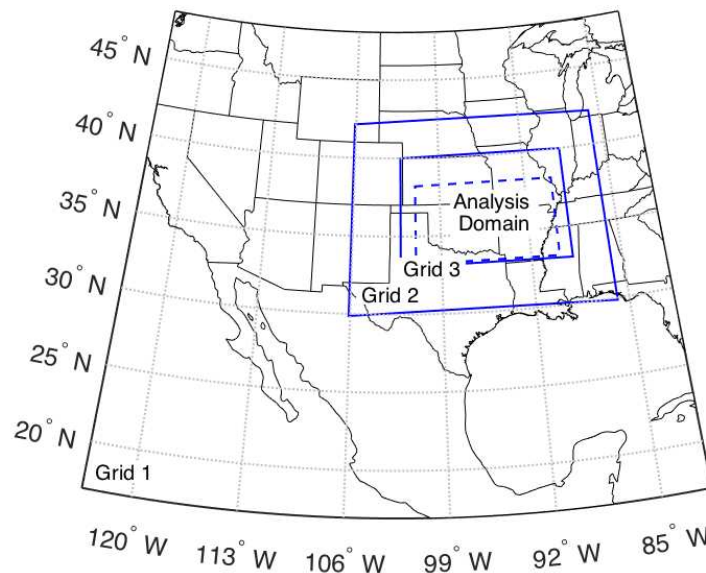 45° N
40° N
35° N
30° N
25° N
20° N
Analysis
Domain
Grid 3
Grid 2
Grid 1
120° W
113° W
106° W
99° W
92° W
85° W